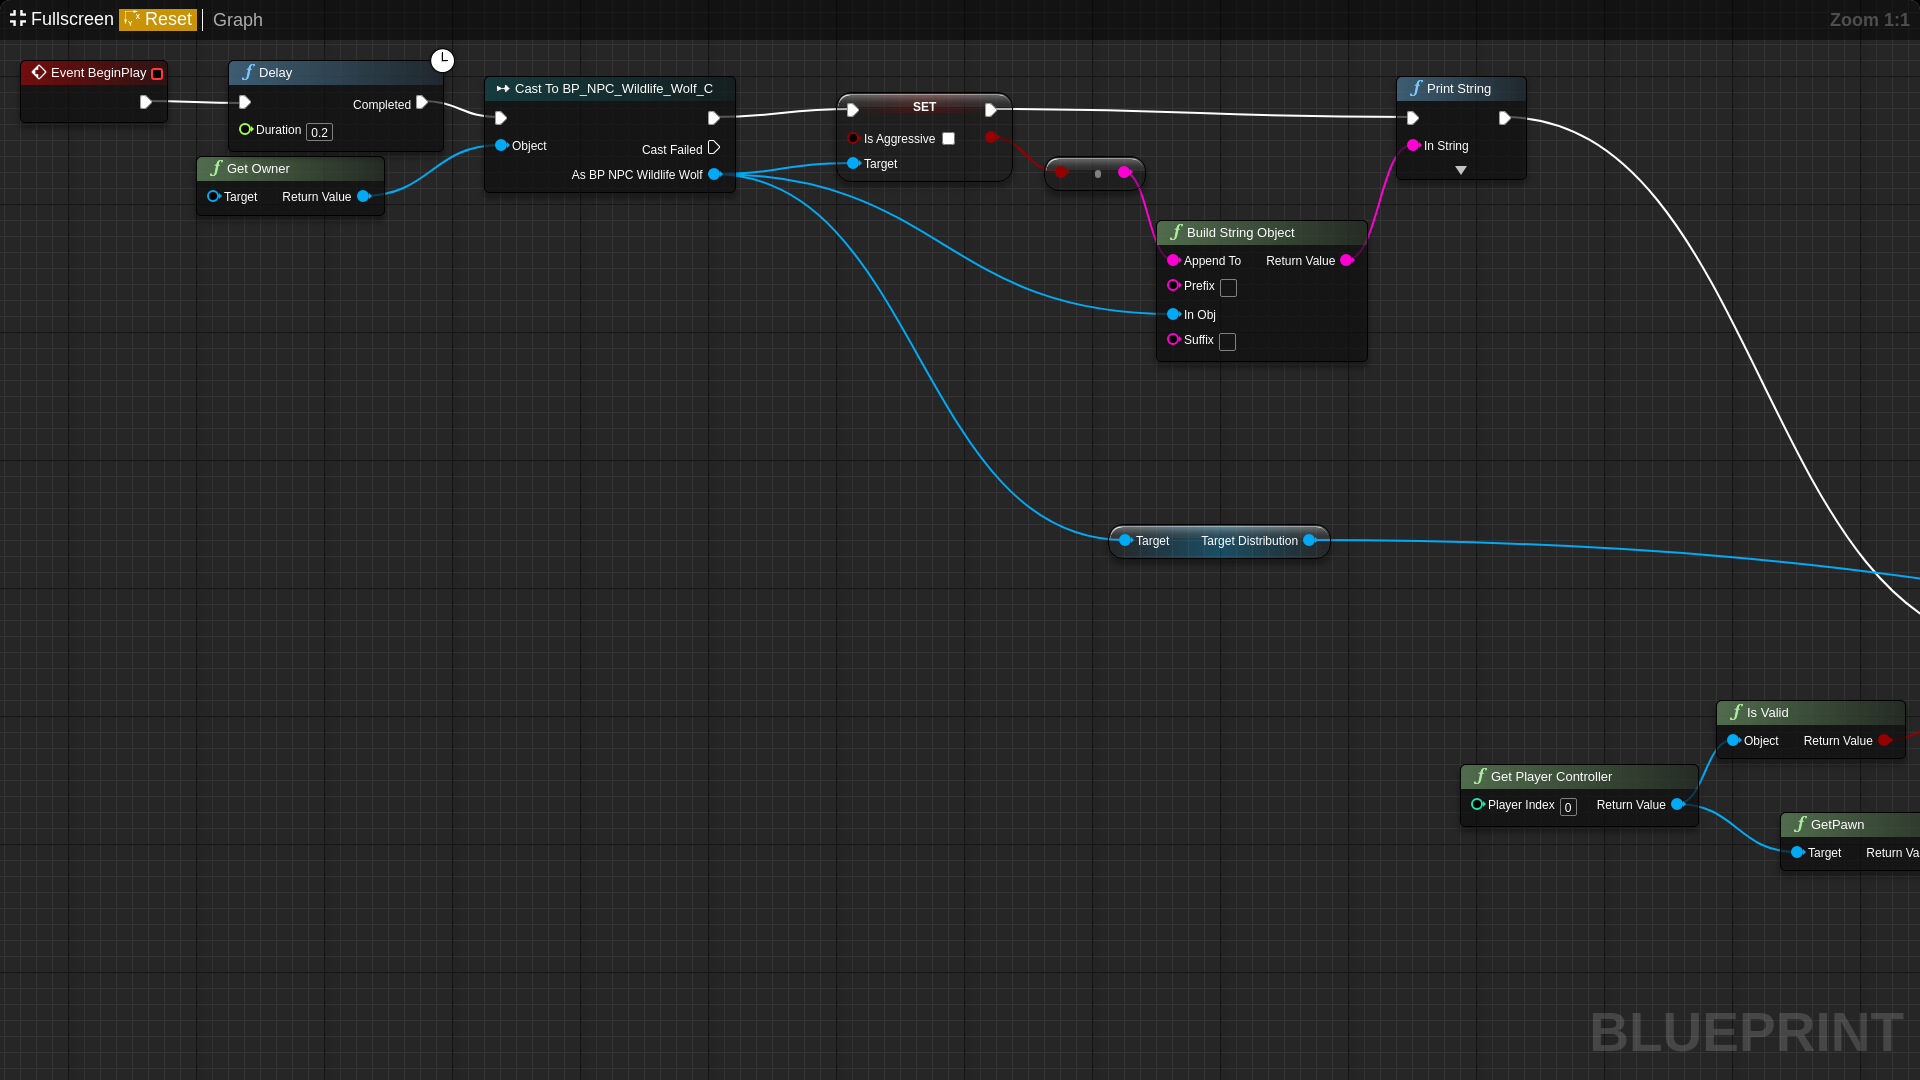 Fullscreen Reset Graph
Zoom 1:1
Event BeginPlay
Delay
Completed
Duration 0.2
Get Owner
Target Return Value
Cast To BP_NPC_Wildlife_Wolf_C
Object
Cast Failed
As BP NPC Wildlife Wolf
SET
Is Aggressive
Target
Build String Object
Append To Return Value
Prefix
In Obj
Suffix
Print String
In String
Target Target Distribution
Is Valid
Object Return Value
Get Player Controller
Player Index 0 Return Value
GetPawn
Target Return Va
BLUEPRINT